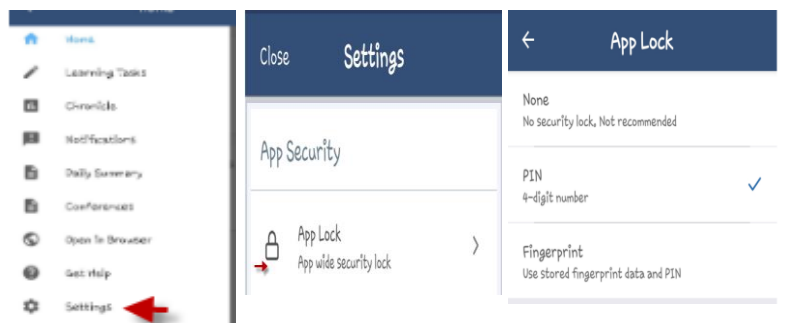 Home
Home
Learning Tasks
Chronicle
Notifications
Daily Summary
Conferences
Open in Browser
Get Help
Settings
Close Settings
App Security
App Lock
App wide security lock
App Lock
None
No security lock, Not recommended
PIN
4-digit number
Fingerprint
Use stored fingerprint data and PIN